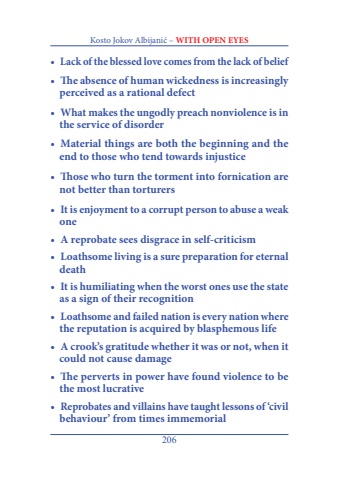 Kosto Jokov Albijanić – WITH OPEN EYES
• Lack of the blessed love comes from the lack of belief
• The absence of human wickedness is increasingly
perceived as a rational defect
• What makes the ungodly preach nonviolence is in
the service of disorder
• Material things are both the beginning and the
end to those who tend towards injustice
• Those who turn the torment into fornication are
not better than torturers
• It is enjoyment to a corrupt person to abuse a weak
one
• A reprobate sees disgrace in self-criticism
• Loathsome living is a sure preparation for eternal
death
• It is humiliating when the worst ones use the state
as a sign of their recognition
• Loathsome and failed nation is every nation where
the reputation is acquired by blasphemous life
• A crook's gratitude whether it was or not, when it
could not cause damage
• The perverts in power have found violence to be
the most lucrative
• Reprobates and villains have taught lessons of 'civil
behaviour' from times immemorial
206